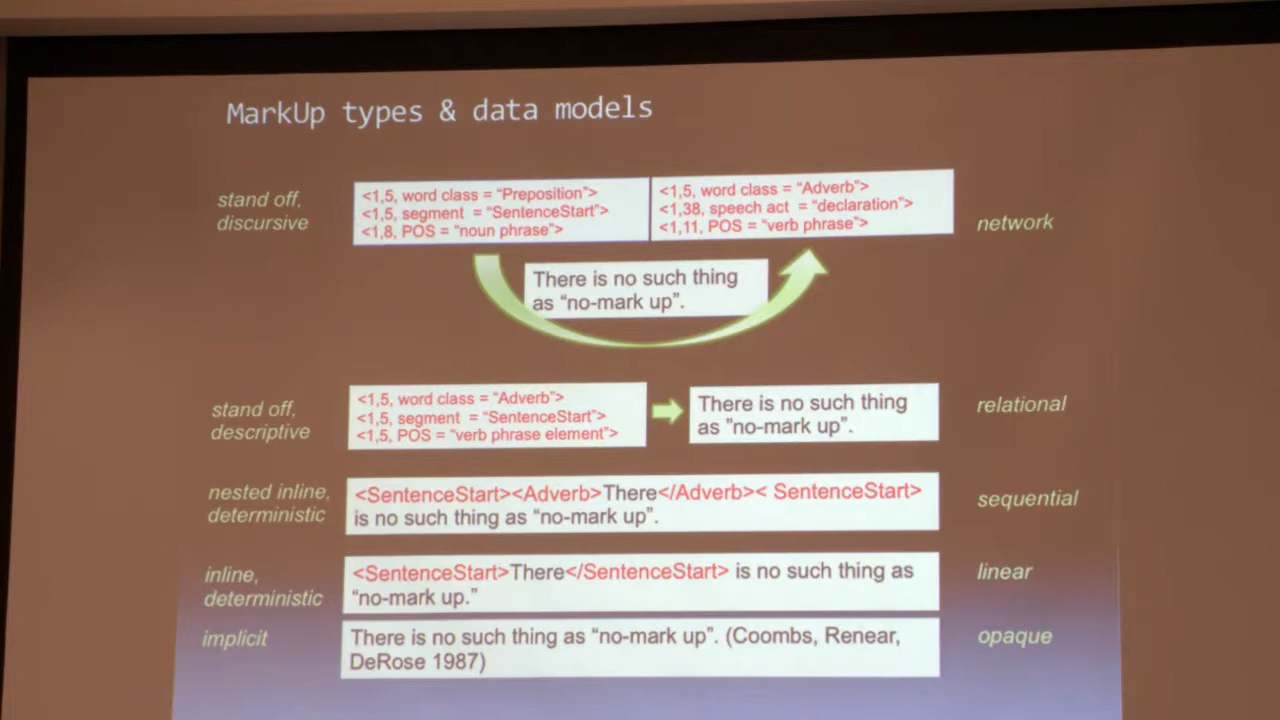 MarkUp types & data models
stand off,
discursive
<1,5, word class = “Preposition”>
<1,5, segment = “SentenceStart”>
<1,8, POS = “noun phrase”>
<1,5, word class = “Adverb”>
<1,38, speech act = “declaration”>
<1,11, POS = “verb phrase”>
network
There is no such thing
as “no-mark up”.
stand off,
descriptive
<1,5, word class = “Adverb”>
<1,5, segment = “SentenceStart”>
<1,5, POS = “verb phrase element”>
There is no such thing
as "no-mark up”.
relational
nested inline,
deterministic
<SentenceStart><Adverb>There</Adverb>< SentenceStart>
is no such thing as “no-mark up”.
sequential
inline,
deterministic
<SentenceStart>There</SentenceStart> is no such thing as
“no-mark up.”
linear
implicit
There is no such thing as “no-mark up”. (Coombs, Renear,
DeRose 1987)
opaque